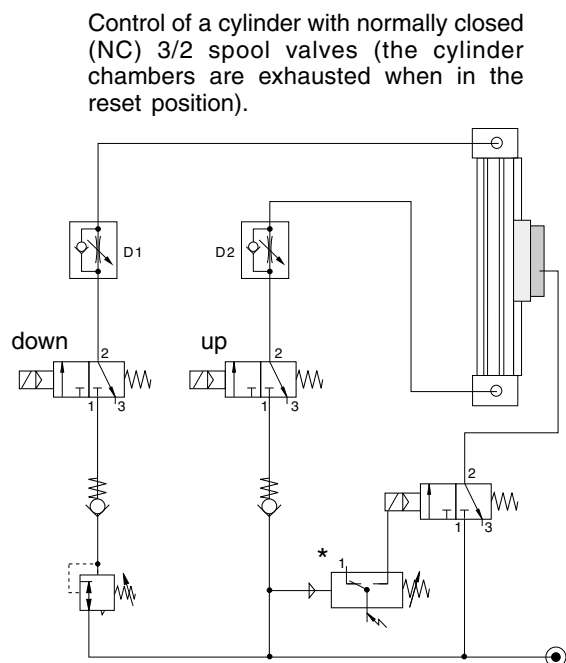 Control of a cylinder with normally closed
(NC) 3/2 spool valves (the cylinder
chambers are exhausted when in the
reset position).
D1
D2
down
up
2
2
1
3
1
3
2
1
3
*
1